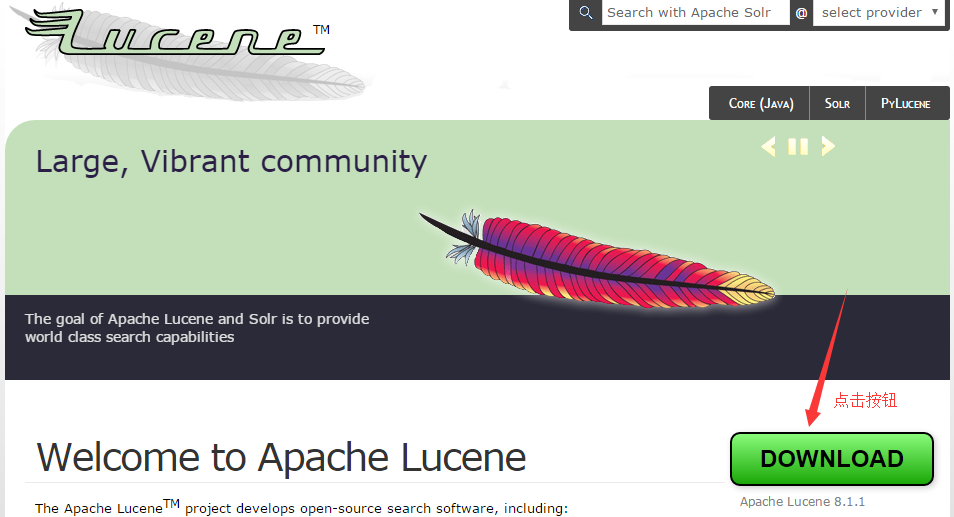 Lucene TM
Search with Apache Solr @ select provider
Core (Java) Solr PyLucene
Large, Vibrant community
The goal of Apache Lucene and Solr is to provide
world class search capabilities
点击按钮
Welcome to Apache Lucene
DOWNLOAD
Apache Lucene 8.1.1
The Apache LuceneTM project develops open-source search software, including: